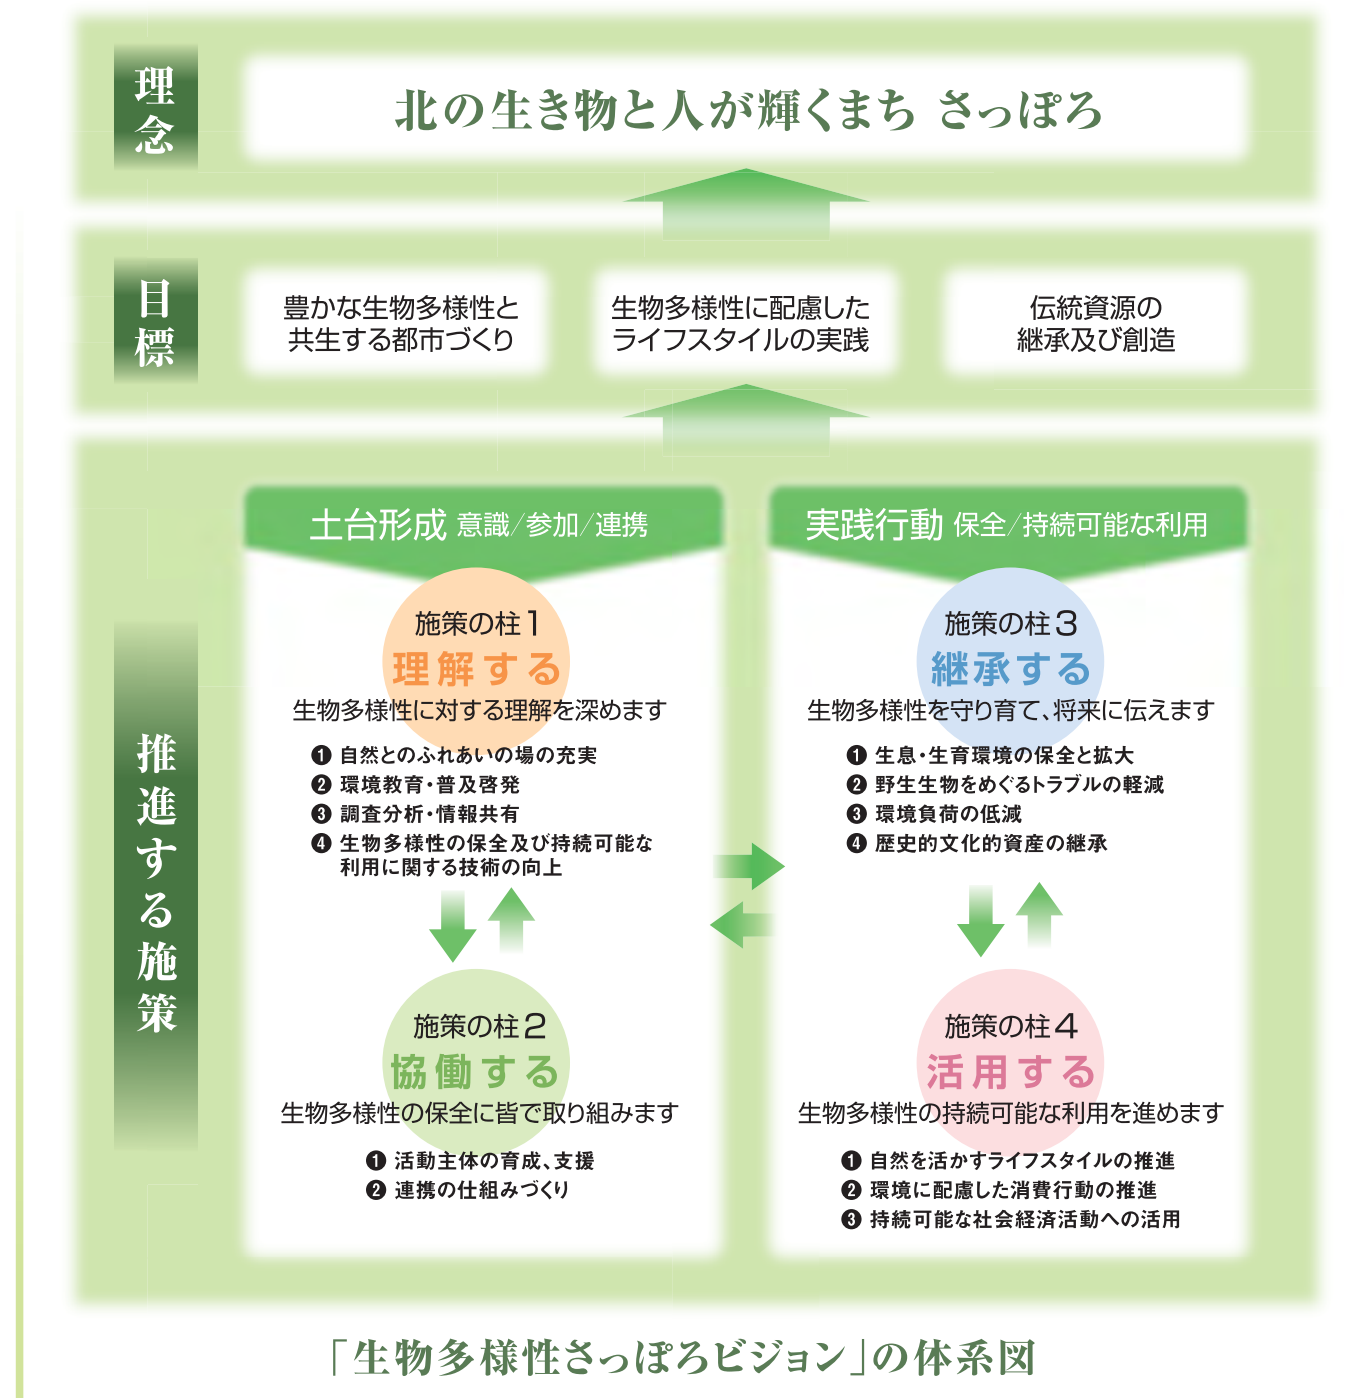 理念
北の生き物と人が輝くまち さっぽろ
目標
豊かな生物多様性と
共生する都市づくり
生物多様性に配慮した
ライフスタイルの実践
伝統資源の
継承及び創造
推進する施策
土台形成 意識/参加/連携
施策の柱1
理解する
生物多様性に対する理解を深めます
❶ 自然とのふれあいの場の充実
❷ 環境教育・普及啓発
❸ 調査分析・情報共有
❹ 生物多様性の保全及び持続可能な
利用に関する技術の向上
施策の柱2
協働する
生物多様性の保全に皆で取り組みます
❶ 活動主体の育成、支援
❷ 連携の仕組みづくり
実践行動 保全/持続可能な利用
施策の柱3
継承する
生物多様性を守り育て、将来に伝えます
❶ 生息・生育環境の保全と拡大
❷ 野生生物をめぐるトラブルの軽減
❸ 環境負荷の低減
❹ 歴史的文化的資産の継承
施策の柱4
活用する
生物多様性の持続可能な利用を進めます
❶ 自然を活かすライフスタイルの推進
❷ 環境に配慮した消費行動の推進
❸ 持続可能な社会経済活動への活用
「生物多様性さっぽろビジョン」の体系図